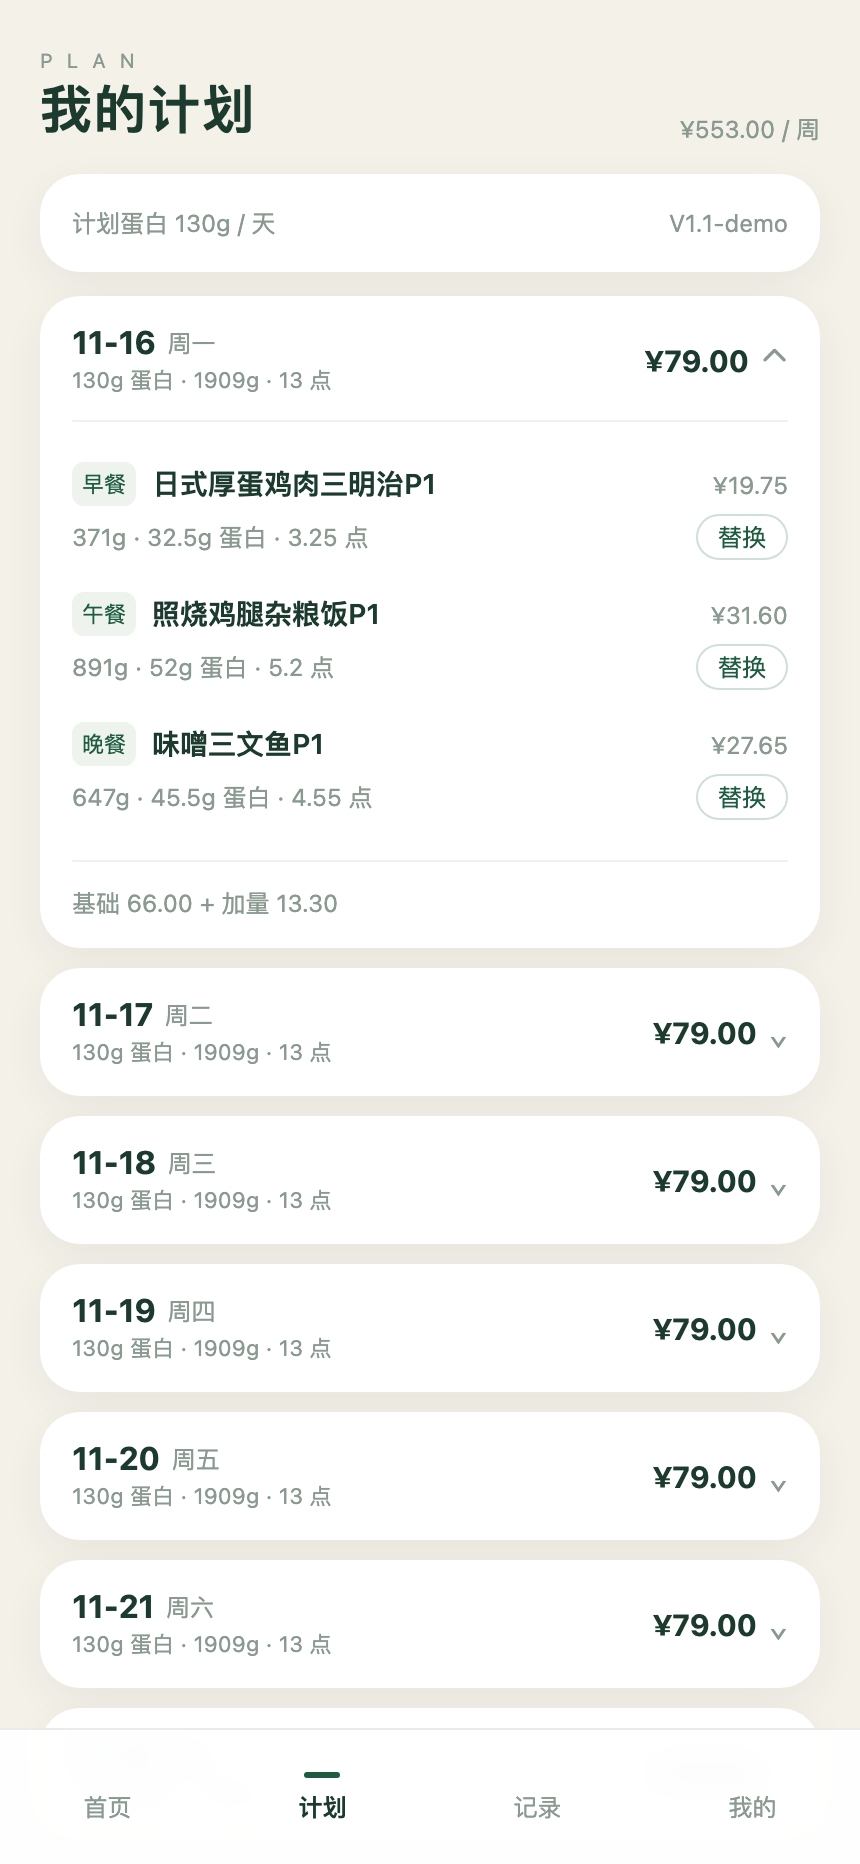 PLAN
我的计划
¥553.00 / 周
计划蛋白 130g / 天 V1.1-demo
11-16 周一
¥79.00
130g 蛋白 · 1909g · 13 点
早餐 日式厚蛋鸡肉三明治P1 ¥19.75
371g · 32.5g 蛋白 · 3.25 点 替换
午餐 照烧鸡腿杂粮饭P1 ¥31.60
891g · 52g 蛋白 · 5.2 点 替换
晚餐 味噌三文鱼P1 ¥27.65
647g · 45.5g 蛋白 · 4.55 点 替换
基础 66.00 + 加量 13.30
11-17 周二
¥79.00
130g 蛋白 · 1909g · 13 点
11-18 周三
¥79.00
130g 蛋白 · 1909g · 13 点
11-19 周四
¥79.00
130g 蛋白 · 1909g · 13 点
11-20 周五
¥79.00
130g 蛋白 · 1909g · 13 点
11-21 周六
¥79.00
130g 蛋白 · 1909g · 13 点
首页 计划 记录 我的